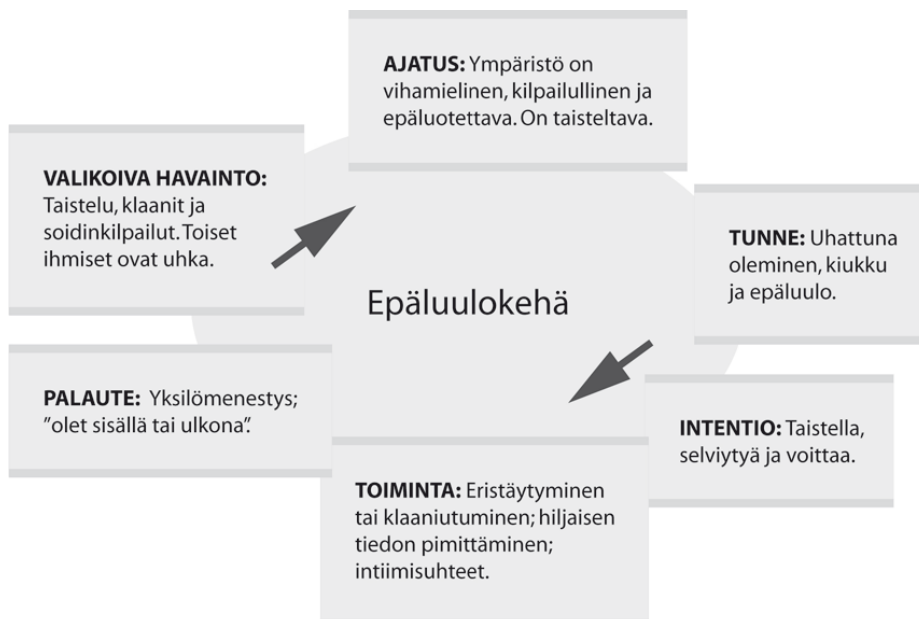 AJATUS: Ympäristö on
vihamielinen, kilpailullinen ja
epäluotettava. On taisteltava.
VALIKOIVA HAVAINTO:
Taistelu, klaanit ja
soidinkilpailut. Toiset
ihmiset ovat uhka.
TUNNE: Uhattuna
oleminen, kiukku
ja epäluulo.
Epäluulokehä
PALAUTE: Yksilömenestys;
”olet sisällä tai ulkona”.
INTENTIO: Taistella,
selviytyä ja voittaa.
TOIMINTA: Eristäytyminen
tai klaaniutuminen; hiljaisen
tiedon pimittäminen;
intiimisuhteet.